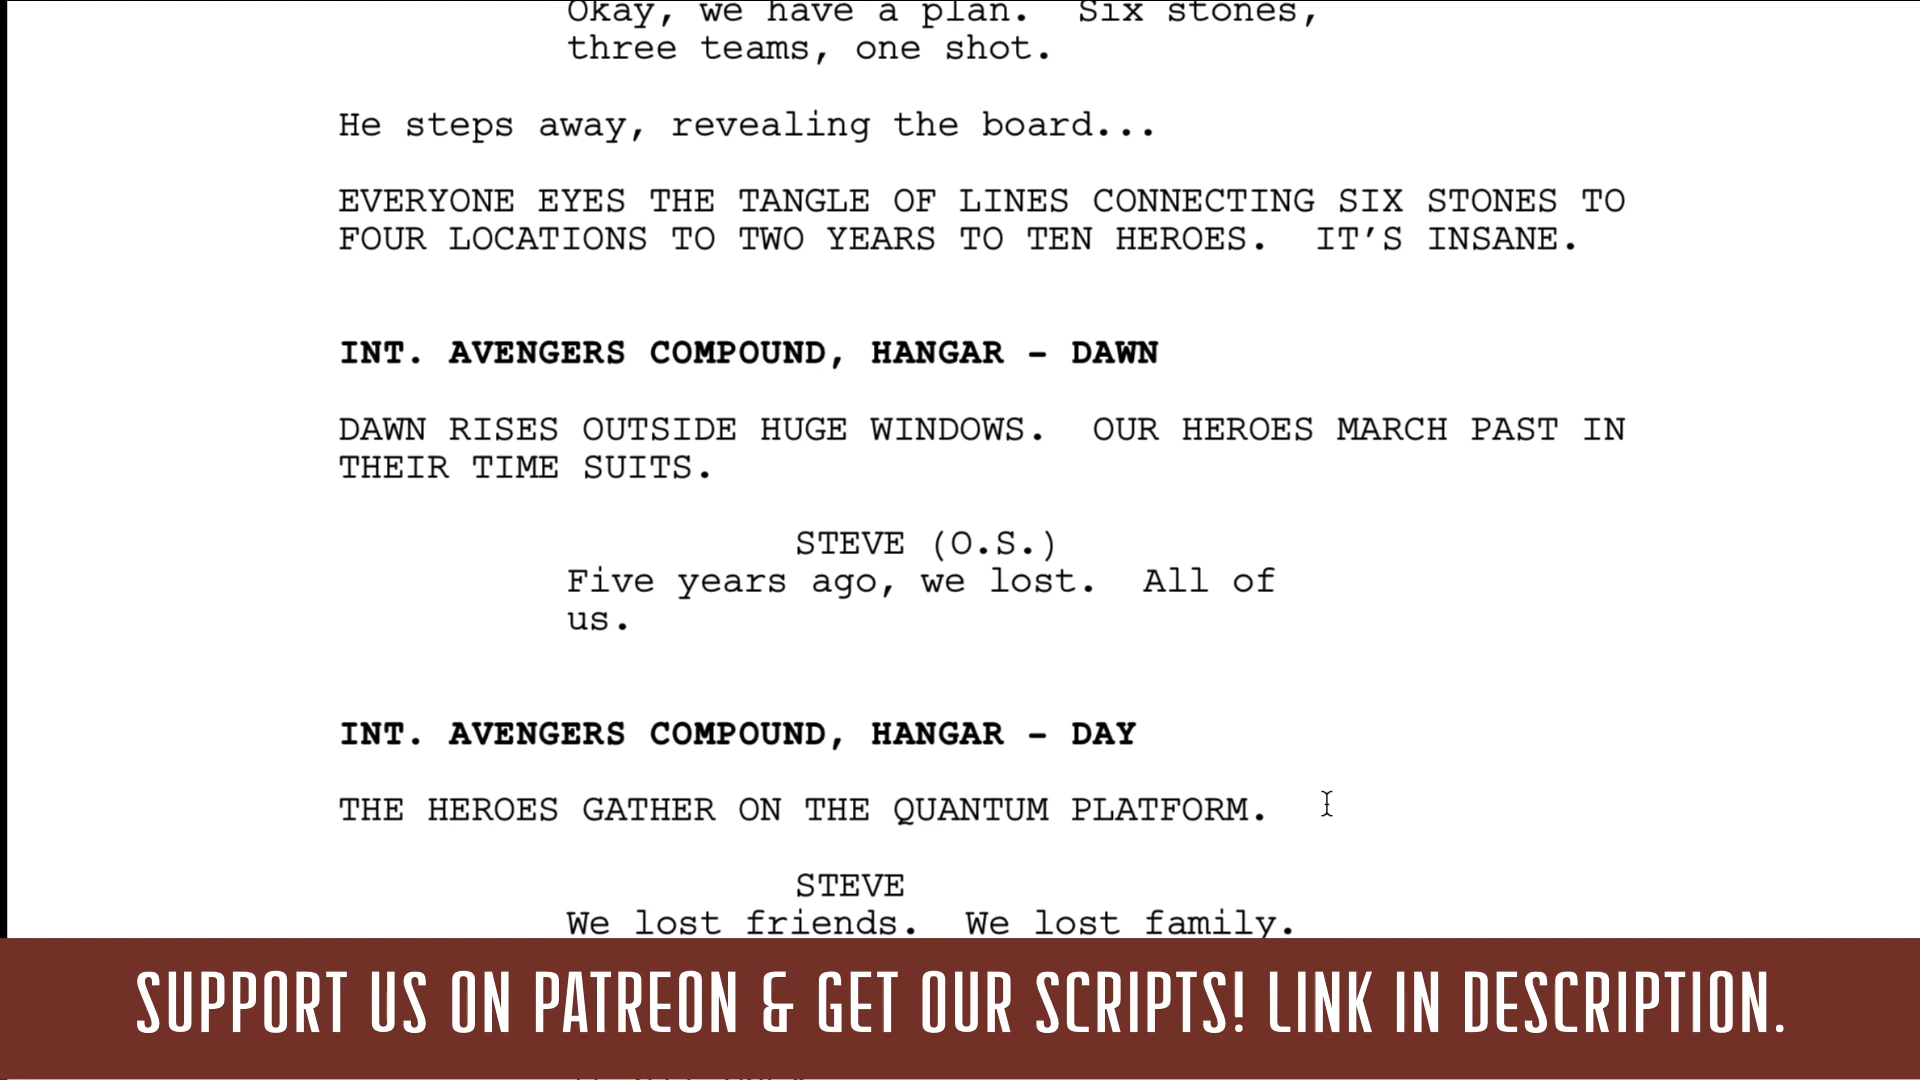 Okay, we have a plan.  Six stones,
three teams, one shot.
He steps away, revealing the board...
EVERYONE EYES THE TANGLE OF LINES CONNECTING SIX STONES TO
FOUR LOCATIONS TO TWO YEARS TO TEN HEROES.  IT'S INSANE.
INT. AVENGERS COMPOUND, HANGAR – DAWN
DAWN RISES OUTSIDE HUGE WINDOWS.  OUR HEROES MARCH PAST IN
THEIR TIME SUITS.
STEVE (O.S.)
Five years ago, we lost.  All of
us.
INT. AVENGERS COMPOUND, HANGAR – DAY
THE HEROES GATHER ON THE QUANTUM PLATFORM.
STEVE
We lost friends.  We lost family.
SUPPORT US ON PATREON & GET OUR SCRIPTS! LINK IN DESCRIPTION.